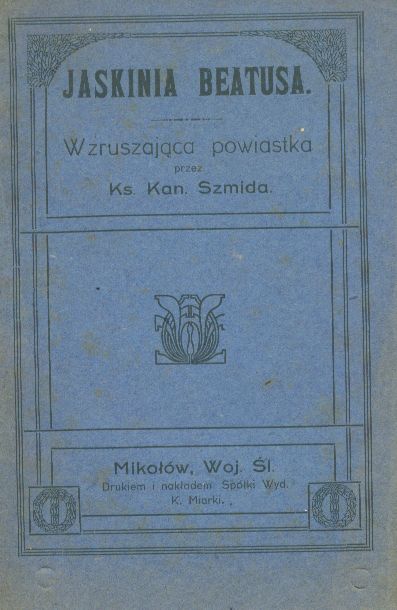 JASKINIA BEATUSA.
Wzruszająca powiastka
przez
Ks. Kan. Szmida.
Mikołów, Woj. Śl.
Drukiem i nakładem Spółki Wyd.
K. Miarki.